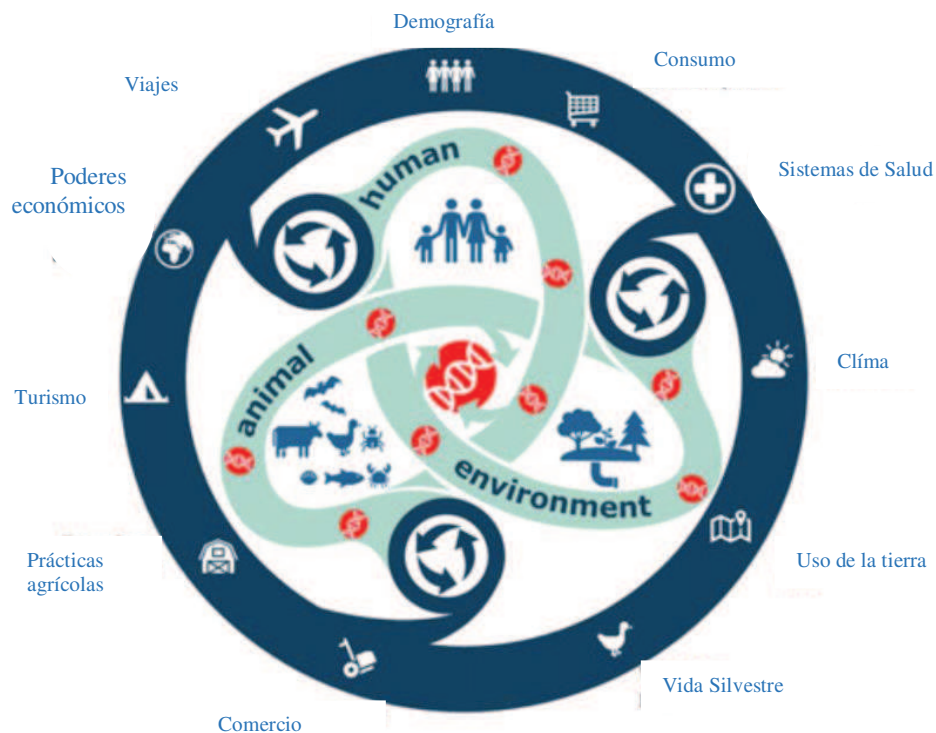 Demografía
Viajes
Consumo
Poderes
económicos
Sistemas de Salud
human
animal
Turismo
Clíma
environment
Prácticas
agrícolas
Uso de la tierra
Vida Silvestre
Comercio